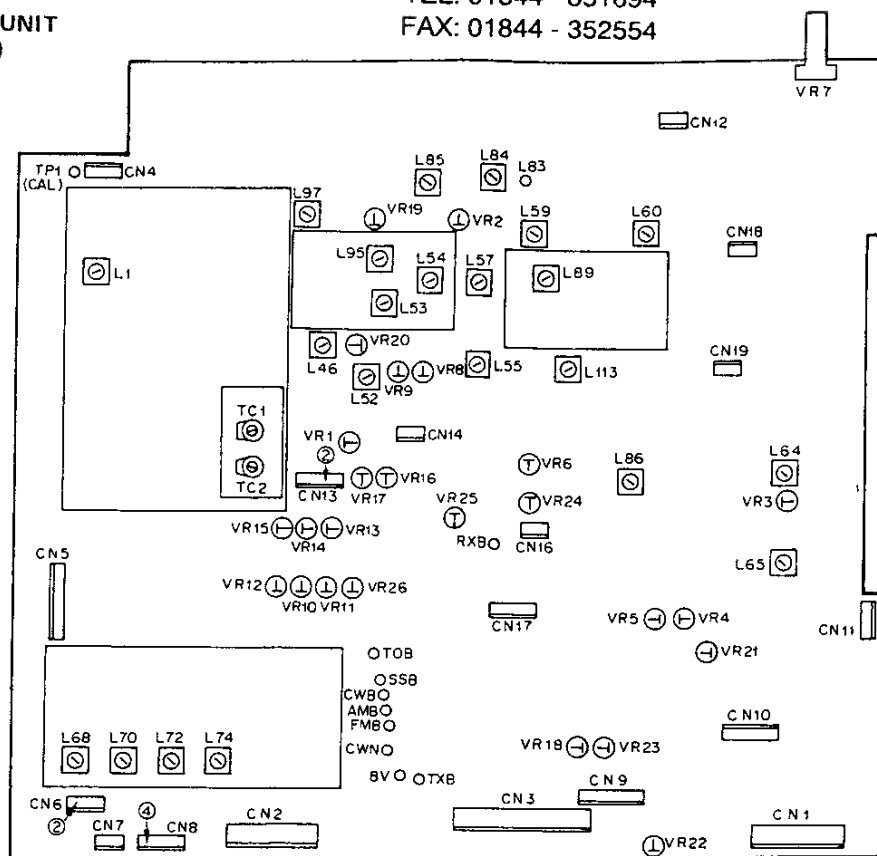 UNIT
FAX: 01844 - 352554
VR7
CN12
TP1
(CAL)
CN4
L85
L84
L83
L97
VR19
VR2
L59
L60
CN18
L1
L95
L54
L57
L89
L53
VR20
L46
CN19
L52
VR9
VR8
L55
L113
TC1
TC2
VR1
②
CN13
CN14
VR17
VR16
VR6
VR24
VR25
RXB
CN16
L86
L64
VR3
L65
VR15
VR14
VR13
CN5
VR12
VR10
VR11
VR26
CN17
VR5
VR4
VR21
CN11
TOB
SSB
CWB
AMB
FMB
CWN
8V
TXB
L68
L70
L72
L74
VR18
VR23
CN10
CN9
CN6
②
CN7
④
CN8
CN2
CN3
CN1
VR22